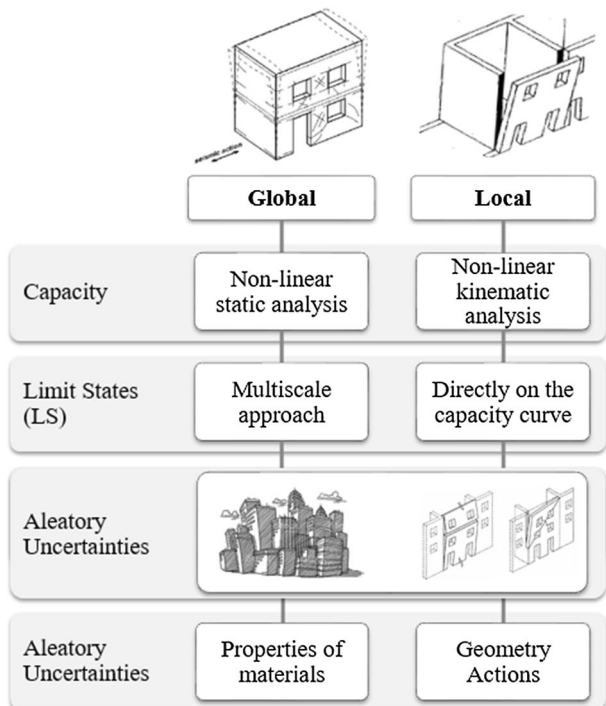 seismic action
Global
Local
Capacity
Non-linear
static analysis
Non-linear
kinematic
analysis
Limit States
(LS)
Multiscale
approach
Directly on the
capacity curve
Aleatory
Uncertainties
Aleatory
Uncertainties
Properties of
materials
Geometry
Actions